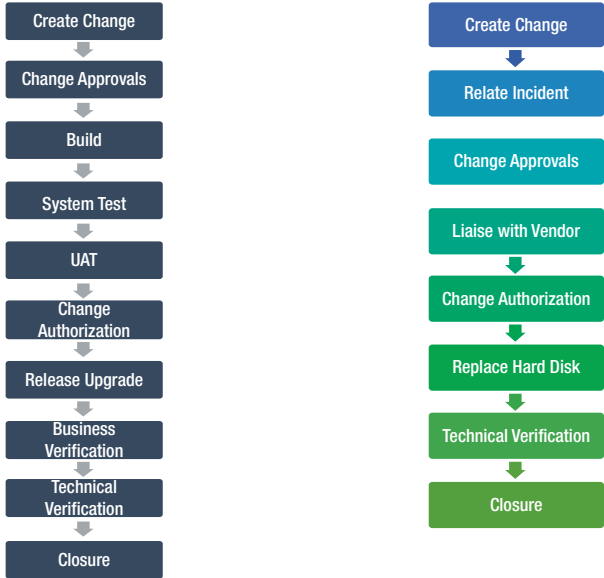 Create Change
Change Approvals
Build
System Test
UAT
Change
Authorization
Release Upgrade
Business
Verification
Technical
Verification
Closure
Create Change
Relate Incident
Change Approvals
Liaise with Vendor
Change Authorization
Replace Hard Disk
Technical Verification
Closure